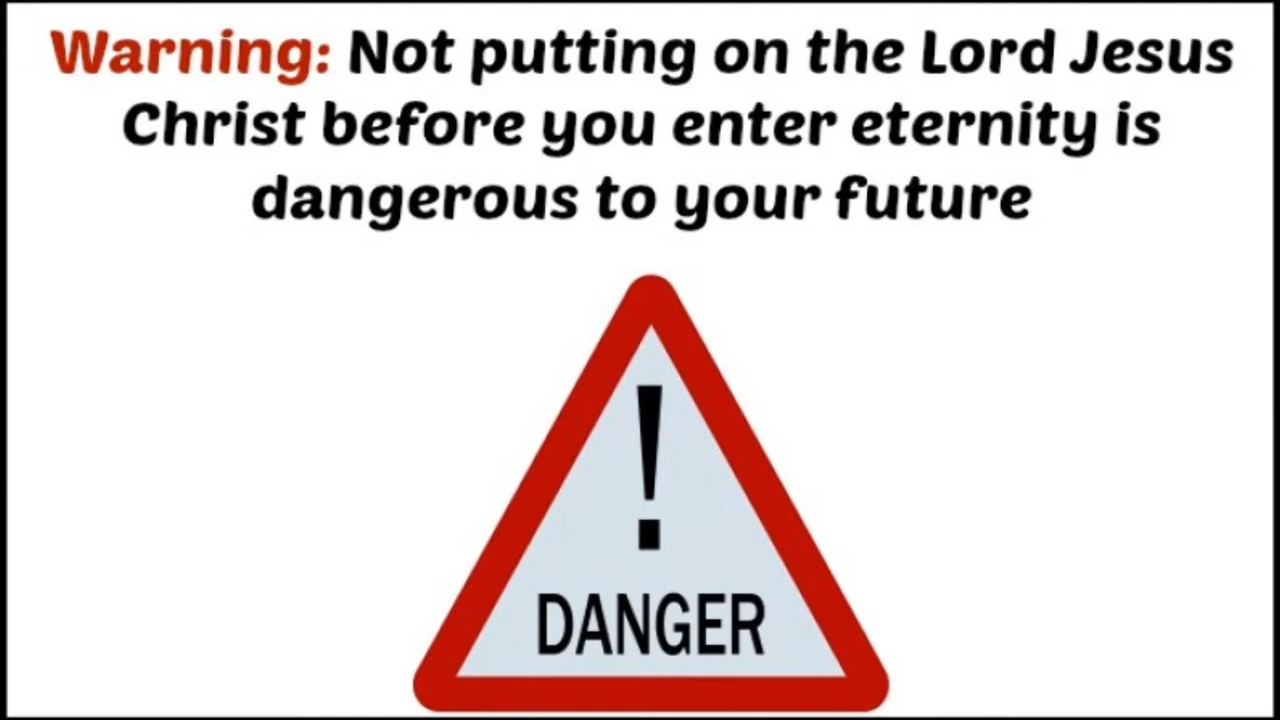 Warning: Not putting on the Lord Jesus
Christ before you enter eternity is
dangerous to your future
!
DANGER